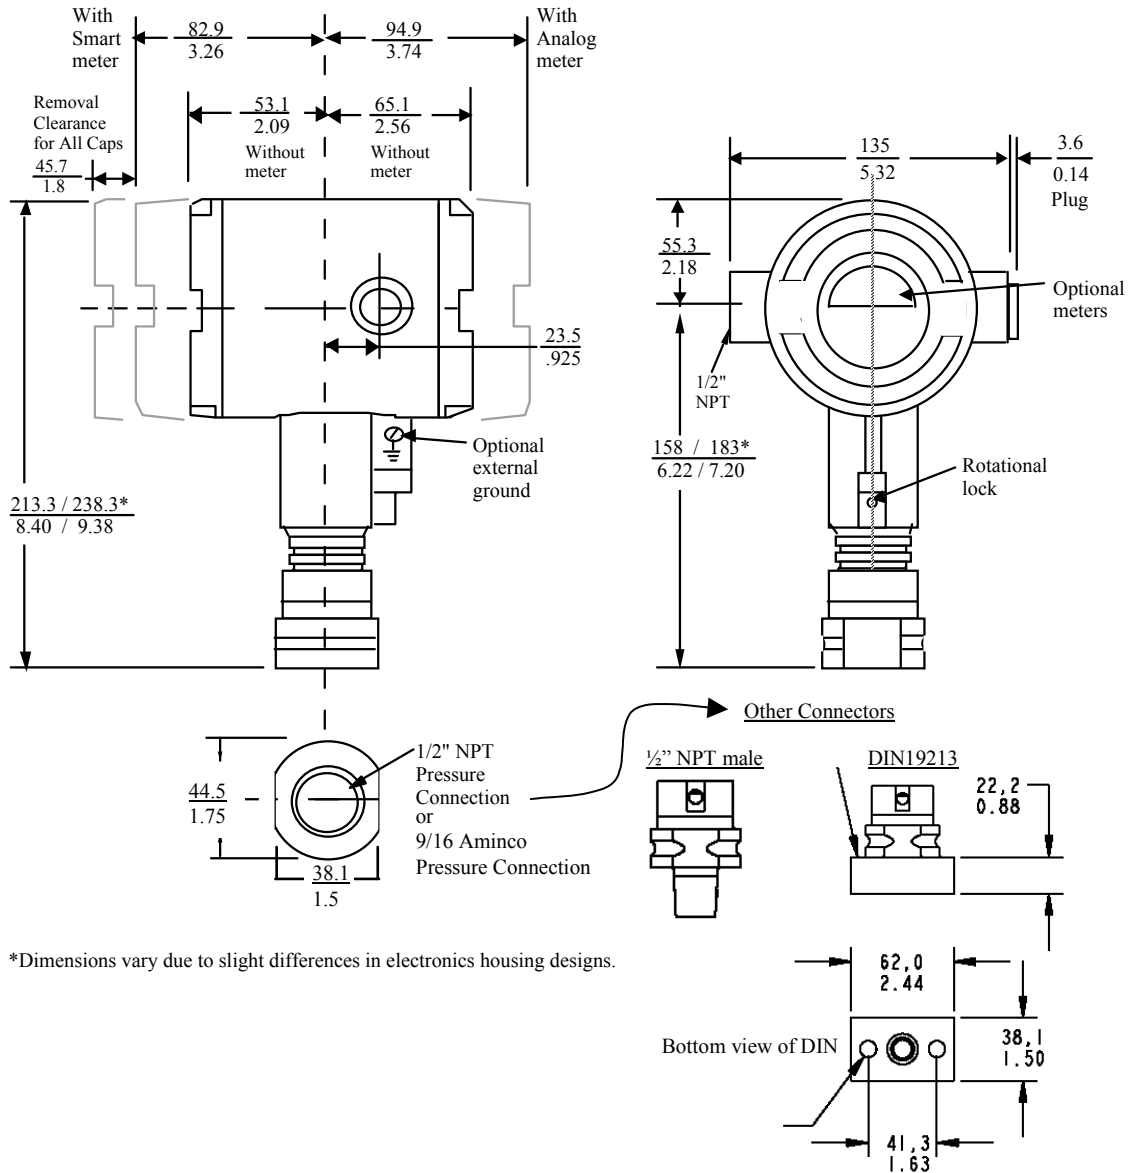 With
Smart
meter
82.9
3.26
94.9
3.74
With
Analog
meter
Removal
Clearance
for All Caps
45.7
1.8
53.1
2.09
Without
meter
65.1
2.56
Without
meter
135
5.32
3.6
0.14
Plug
55.3
2.18
Optional
meters
23.5
.925
1/2"
NPT
Optional
external
ground
158 / 183*
6.22 / 7.20
Rotational
lock
213.3 / 238.3*
8.40 / 9.38
Other Connectors
44.5
1.75
1/2" NPT
Pressure
Connection
or
9/16 Aminco
Pressure Connection
38.1
1.5
½” NPT male
DIN19213
22,2
0.88
*Dimensions vary due to slight differences in electronics housing designs.
62,0
2.44
Bottom view of DIN
38,1
1.50
41,3
1.63